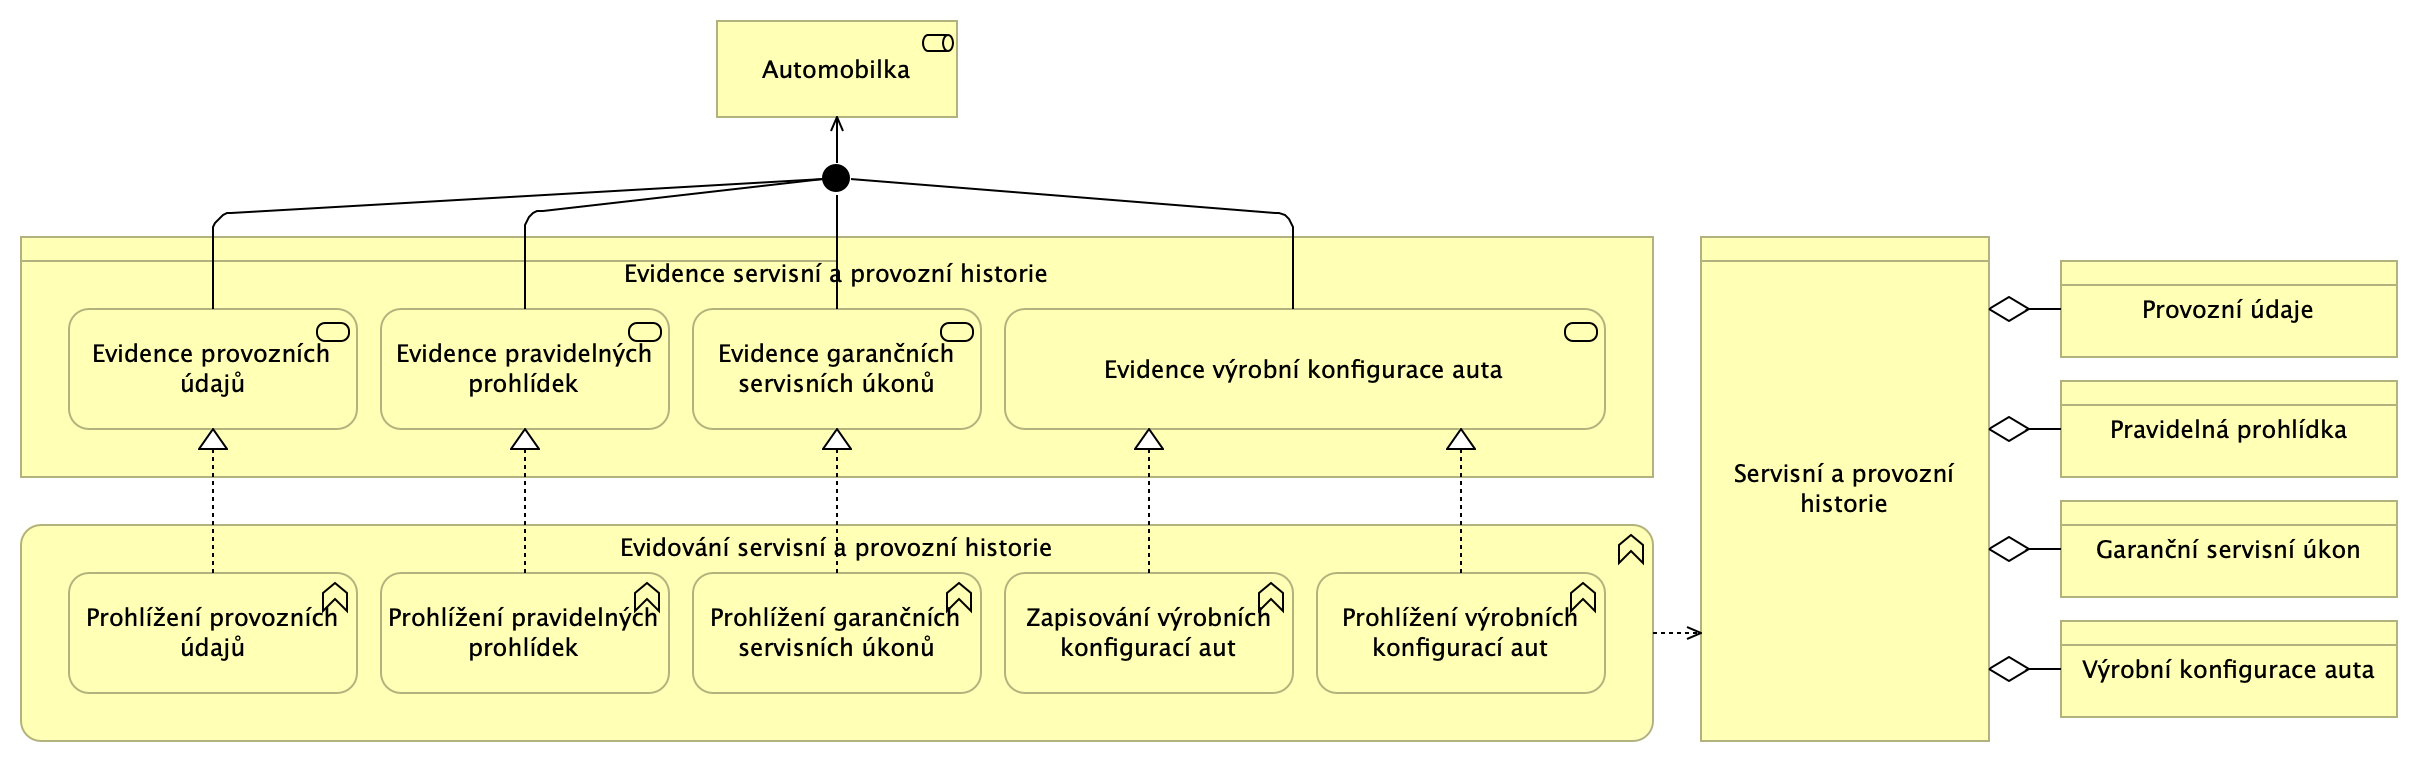 Automobilka
Evidence servisní a provozní historie
Evidence provozních
údajů
Evidence pravidelných
prohlídek
Evidence garančních
servisních úkonů
Evidence výrobní konfigurace auta
Evidování servisní a provozní historie
Prohlížení provozních
údajů
Prohlížení pravidelných
prohlídek
Prohlížení garančních
servisních úkonů
Zapisování výrobních
konfigurací aut
Prohlížení výrobních
konfigurací aut
Servisní a provozní
historie
Provozní údaje
Pravidelná prohlídka
Garanční servisní úkon
Výrobní konfigurace auta